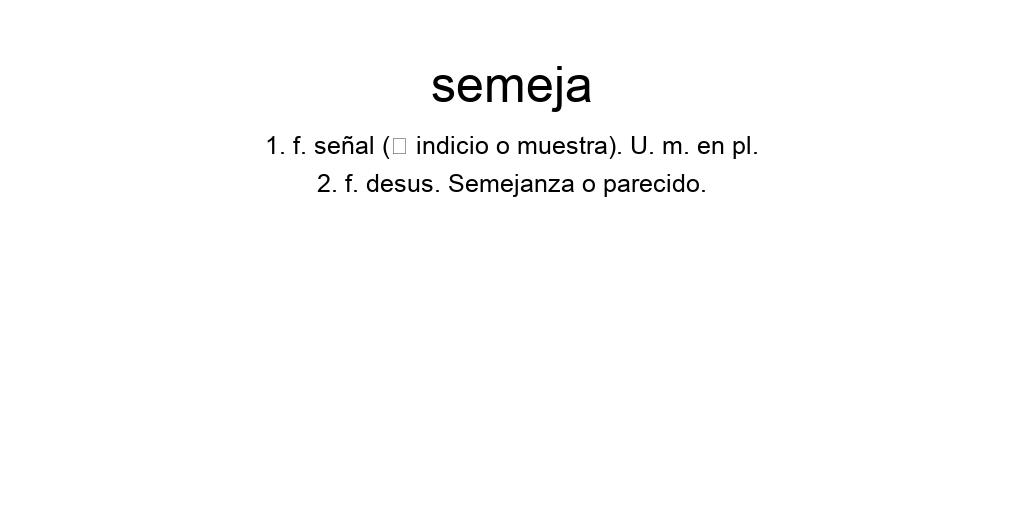 semeja
1. f. señal (□ indicio o muestra). U. m. en pl.
2. f. desus. Semejanza o parecido.